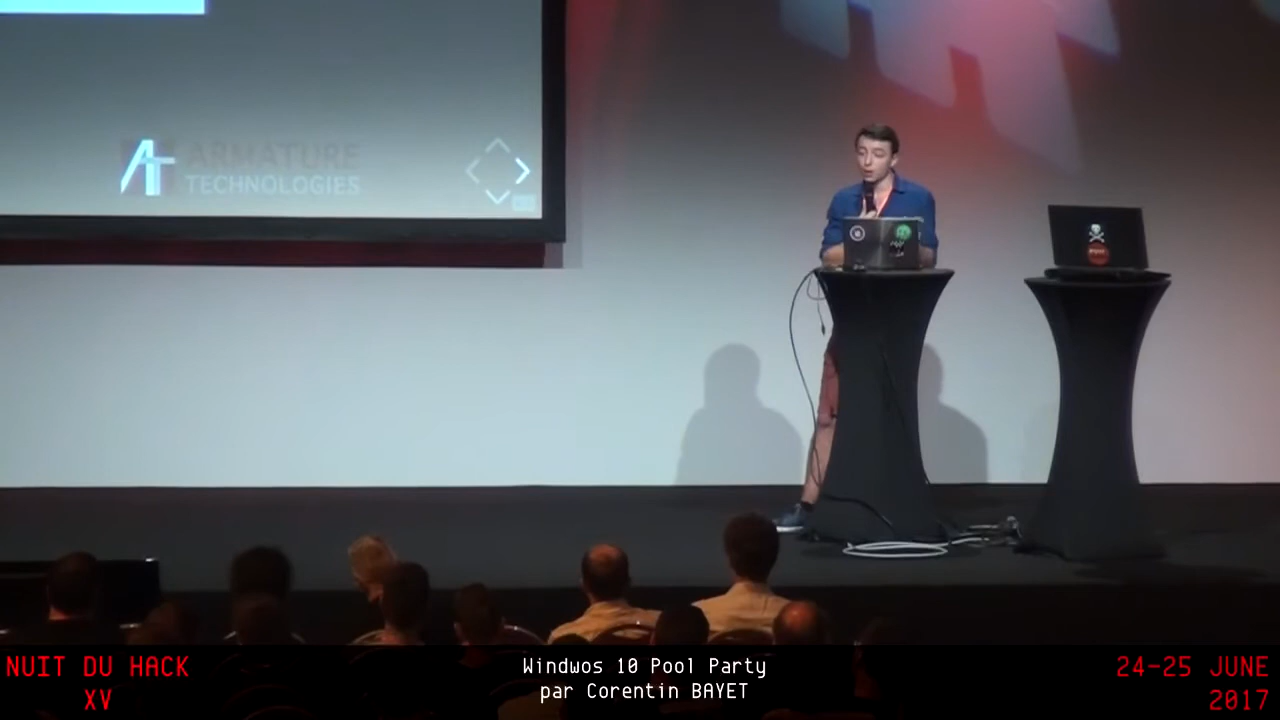 ARMATURE
TECHNOLOGIES
NUIT DU HACK
XV
Windwos 10 Pool Party
par Corentin BAYET
24-25 JUNE
2017